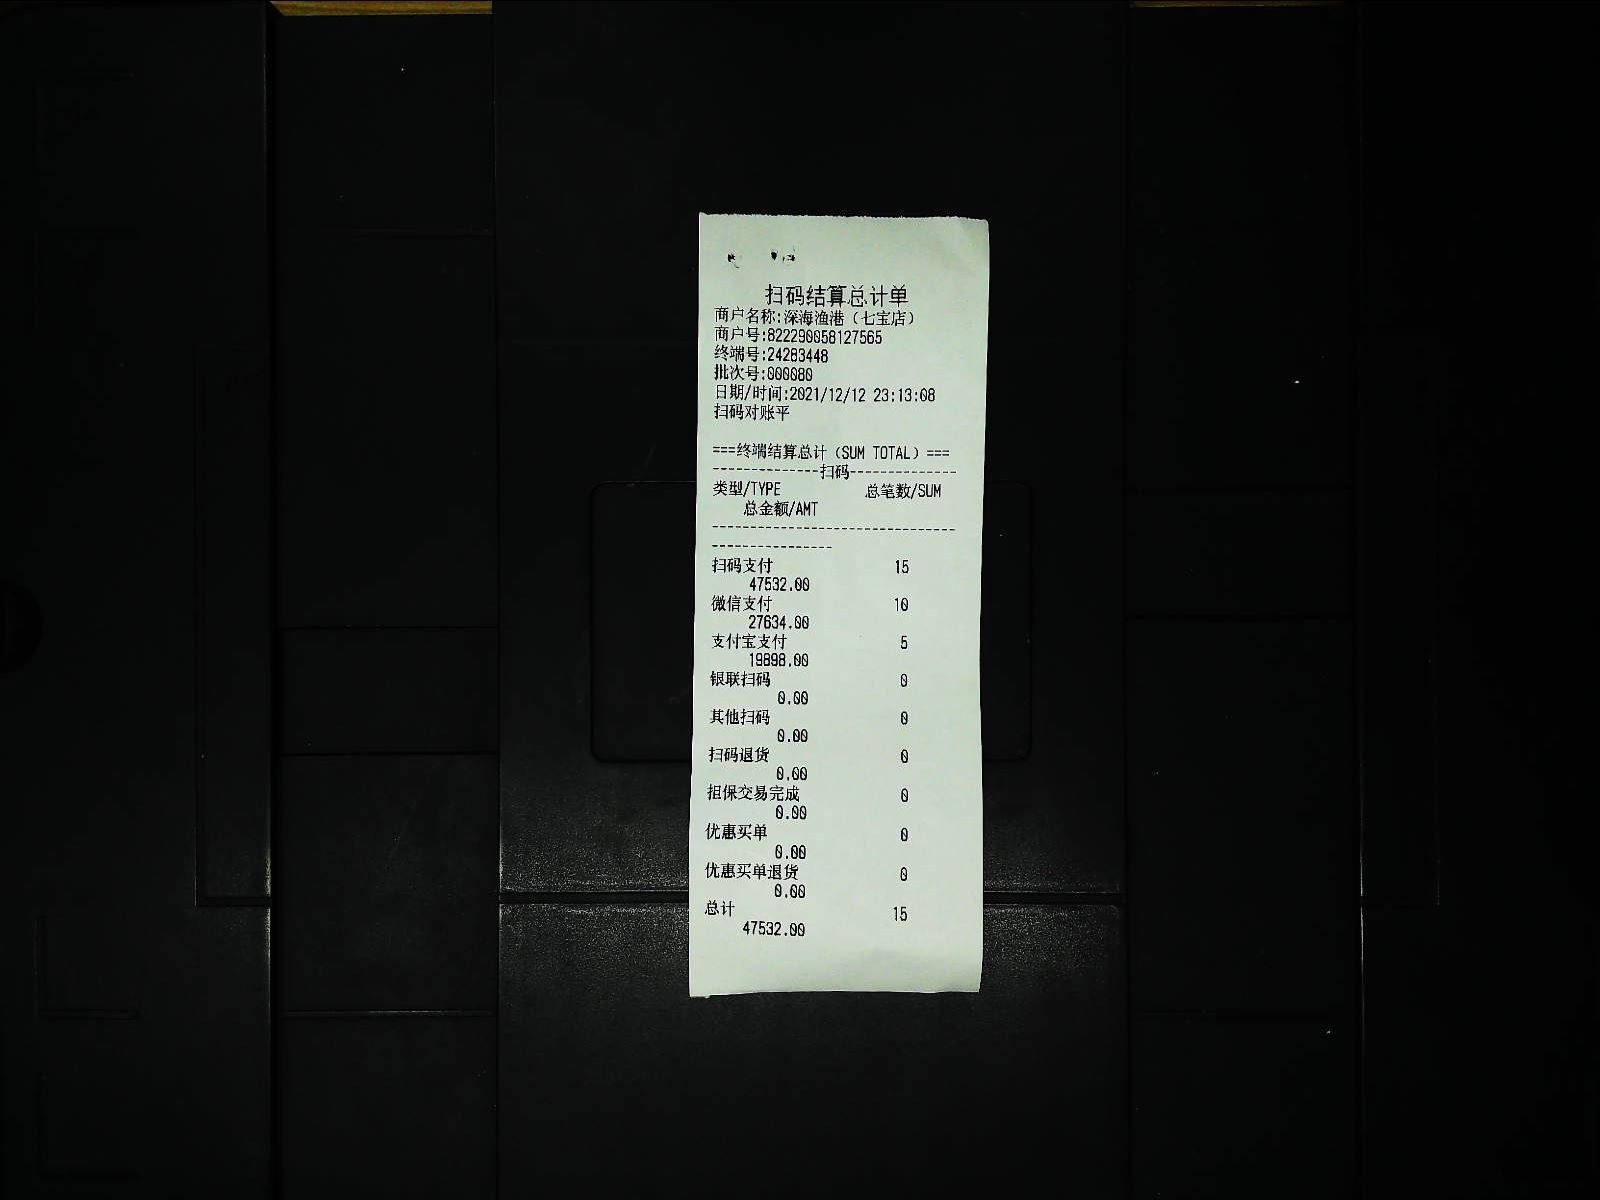 扫码结算总计单
商户名称:深海渔港（七宝店）
商户号:822290058127565
终端号:24283448
批次号:000080
日期/时间:2021/12/12 23:13:08
扫码对账平
===终端结算总计（SUM TOTAL）===
--------------扫码--------------
类型/TYPE 总笔数/SUM
总金额/AMT
--------------------------------
----------------
扫码支付 15
47532.00
微信支付 10
27634.00
支付宝支付 5
19898.00
银联扫码 0
0.00
其他扫码 0
0.00
扫码退货 0
0.00
担保交易完成 0
0.00
优惠买单 0
0.00
优惠买单退货 0
0.00
总计 15
47532.00